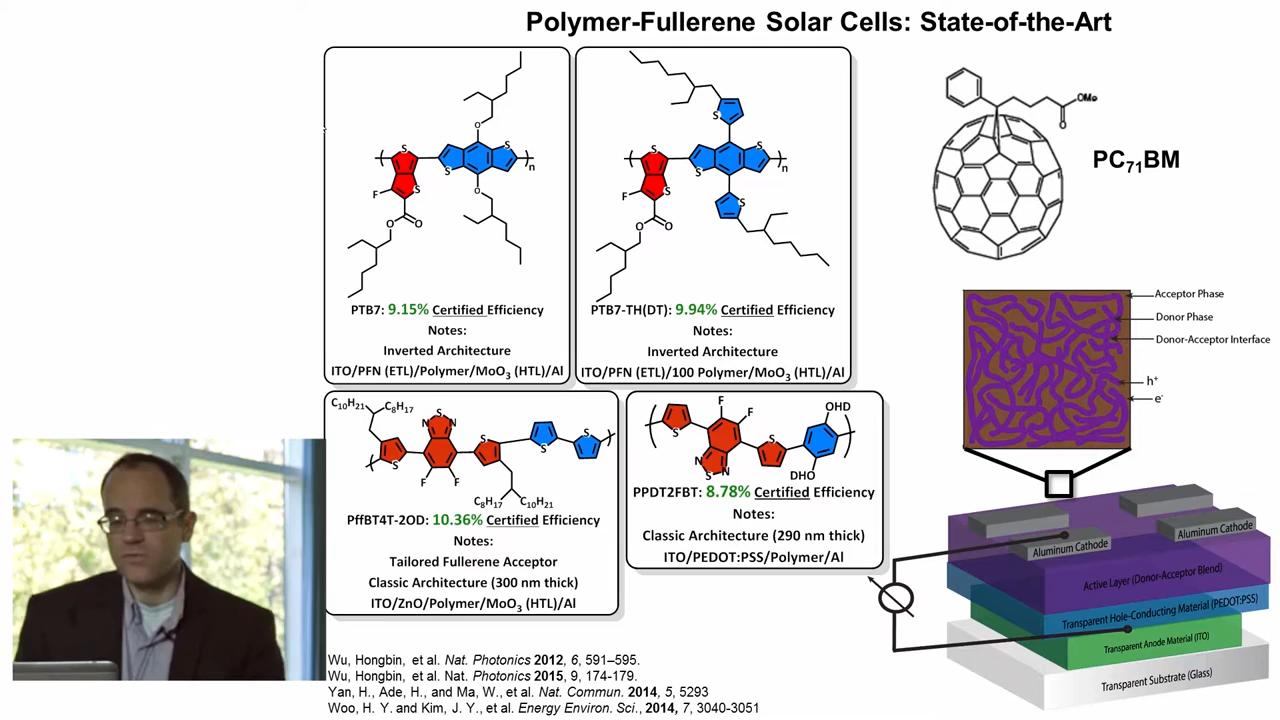 Polymer-Fullerene Solar Cells: State-of-the-Art
S
O
S
F
S
S
O
O
O
n
PTB7: 9.15% Certified Efficiency
Notes:
Inverted Architecture
ITO/PFN (ETL)/Polymer/MoO3 (HTL)/Al
S
S
S
F
S
S
S
O
O
n
PTB7-TH(DT): 9.94% Certified Efficiency
Notes:
Inverted Architecture
ITO/PFN (ETL)/100 Polymer/MoO3 (HTL)/Al
OMe
O
PC71BM
Acceptor Phase
Donor Phase
Donor-Acceptor Interface
h+
e-
C10H21
C8H17
N
S
N
S
S
S
S
F
F
C8H17
C10H21
PffBT4T-2OD: 10.36% Certified Efficiency
Notes:
Tailored Fullerene Acceptor
Classic Architecture (300 nm thick)
ITO/ZnO/Polymer/MoO3 (HTL)/Al
F
F
OHD
S
S
N
S
N
DHO
PPDT2FBT: 8.78% Certified Efficiency
Notes:
Classic Architecture (290 nm thick)
ITO/PEDOT:PSS/Polymer/Al
Aluminum Cathode
Aluminum Cathode
Active Layer (Donor-Acceptor Blend)
Transparent Hole-Conducting Material (PEDOT:PSS)
Transparent Anode Material (ITO)
Transparent Substrate (Glass)
Wu, Hongbin, et al. Nat. Photonics 2012, 6, 591–595.
Wu, Hongbin, et al. Nat. Photonics 2015, 9, 174-179.
Yan, H., Ade, H., and Ma, W., et al. Nat. Commun. 2014, 5, 5293
Woo, H. Y. and Kim, J. Y., et al. Energy Environ. Sci., 2014, 7, 3040-3051